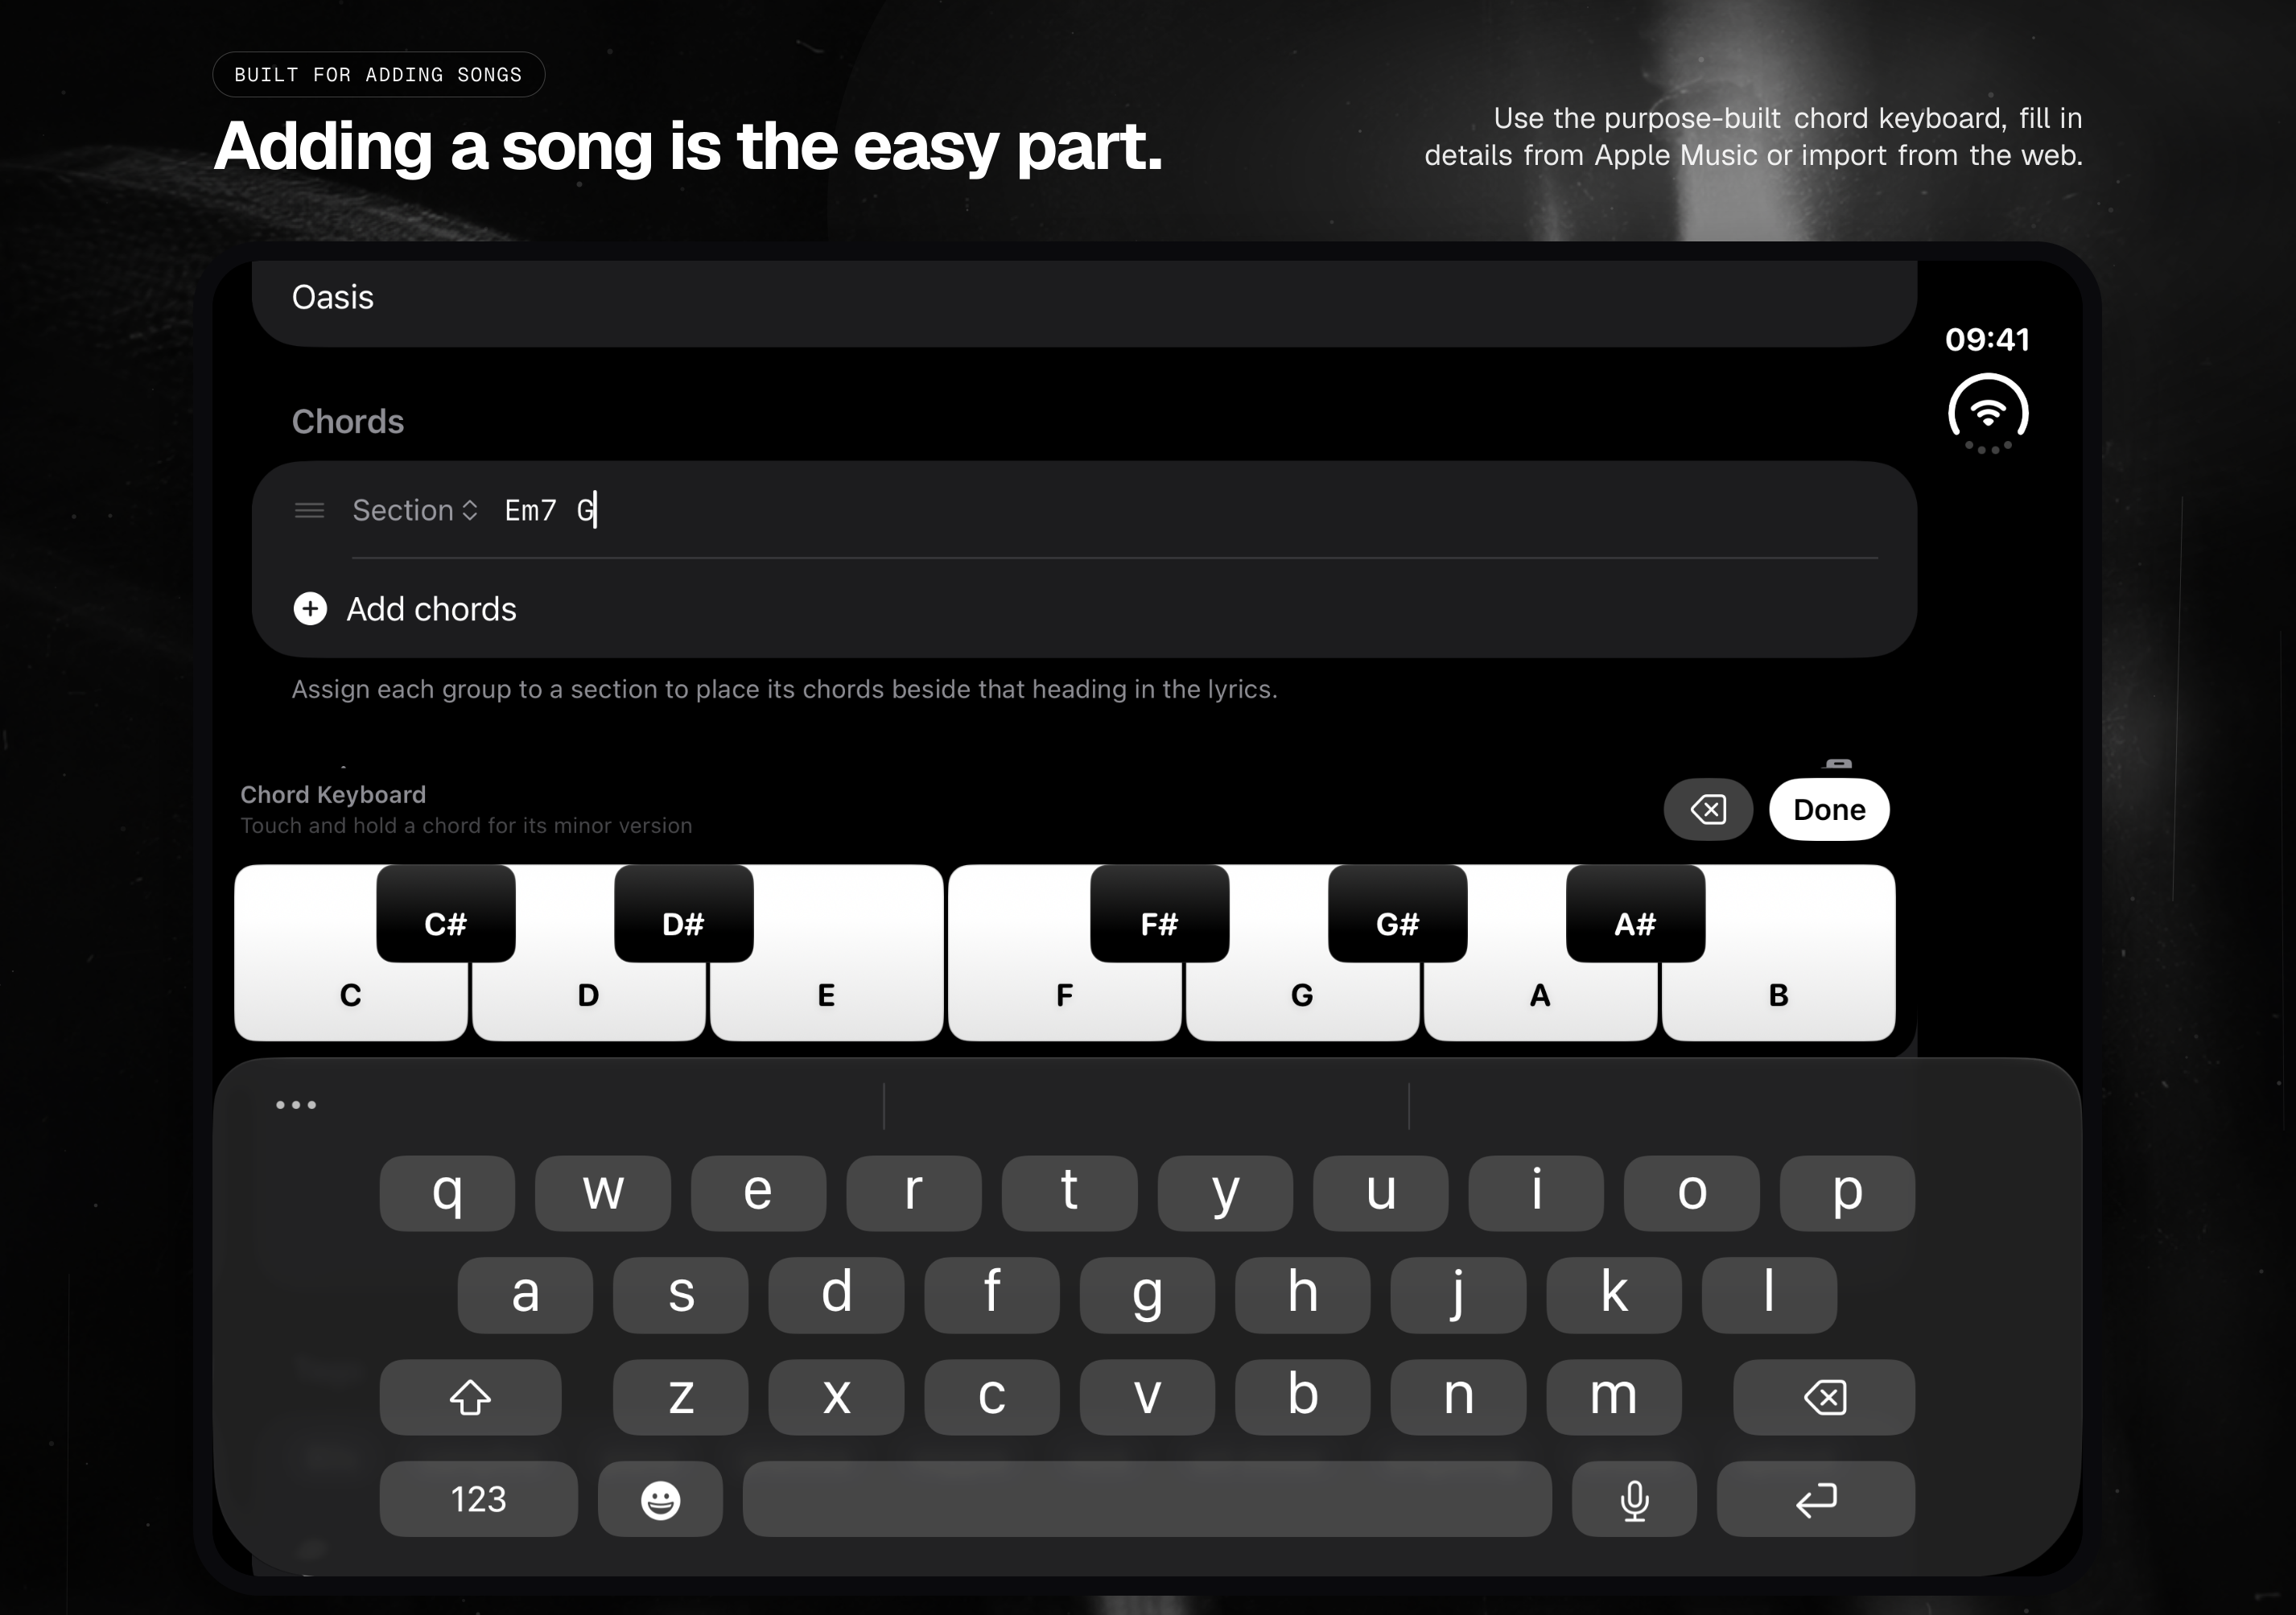 BUILT FOR ADDING SONGS
Adding a song is the easy part.
Use the purpose-built chord keyboard, fill in
details from Apple Music or import from the web.
Oasis
09:41
Chords
Section Em7 G
Add chords
Assign each group to a section to place its chords beside that heading in the lyrics.
Chord Keyboard
Touch and hold a chord for its minor version
Done
C# D# F# G# A#
C D E F G A B
q w e r t y u i o p
a s d f g h j k l
z x c v b n m
123